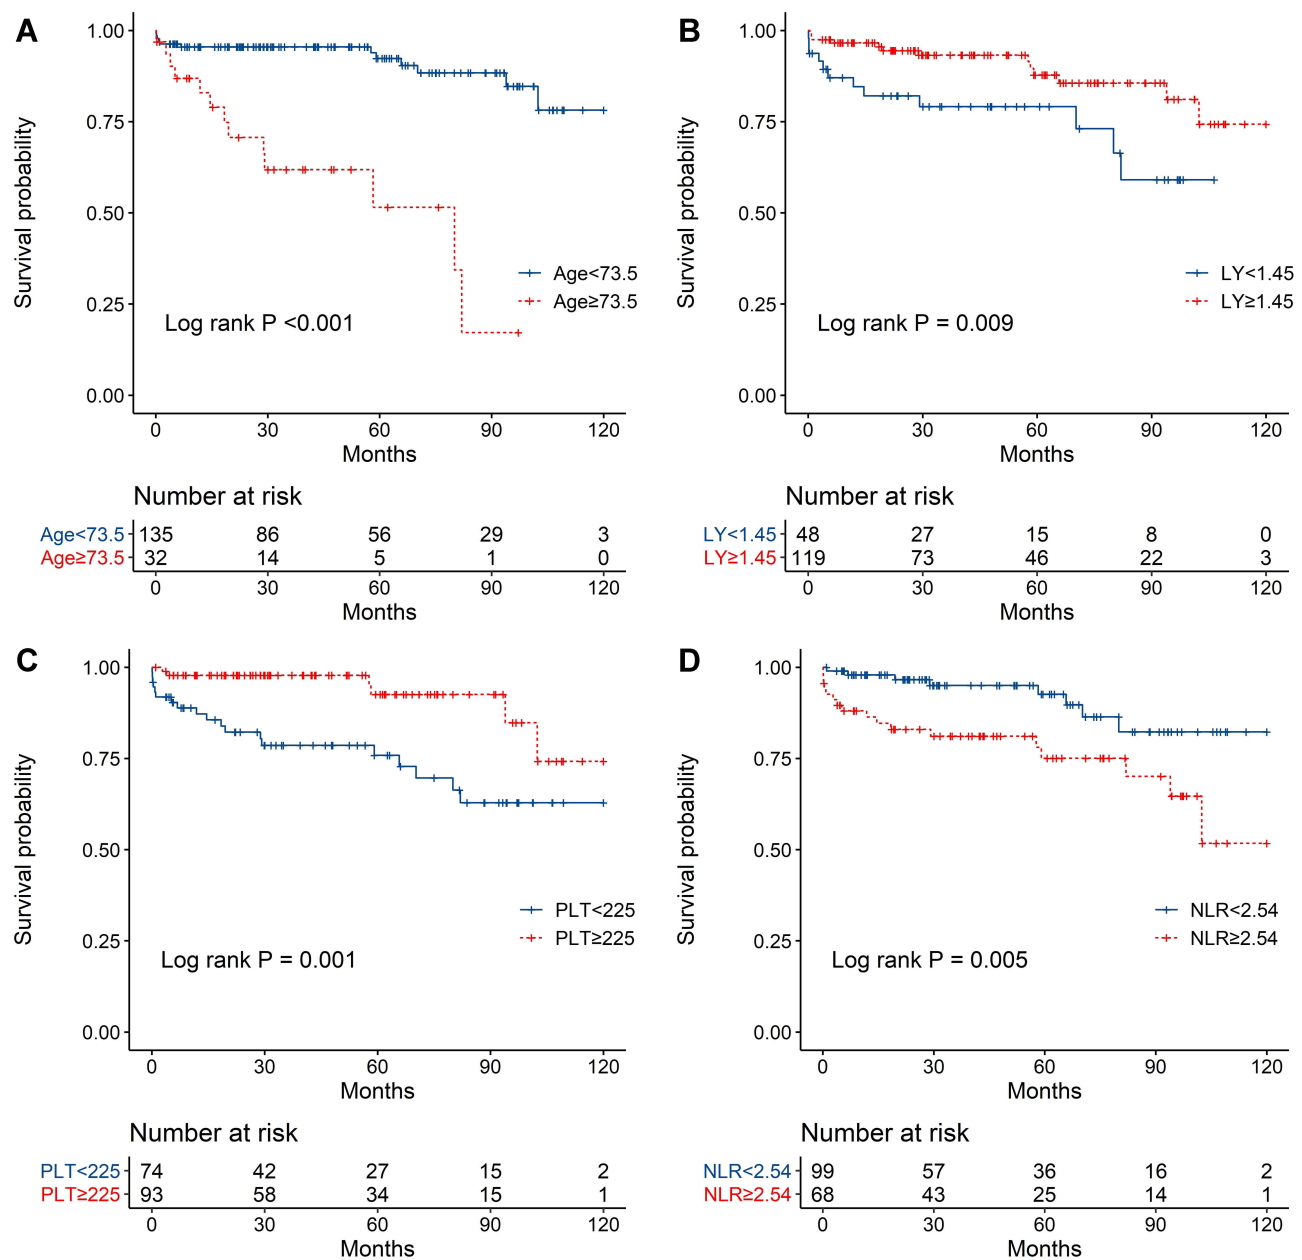 A
Survival probability
1.00
0.75
0.50
0.25
0.00
Age<73.5
Age≥73.5
Log rank P <0.001
0 30 60 90 120
Months
Number at risk
Age<73.5 135 86 56 29 3
Age≥73.5 32 14 5 1 0
0 30 60 90 120
Months
B
Survival probability
1.00
0.75
0.50
0.25
0.00
LY<1.45
LY≥1.45
Log rank P = 0.009
0 30 60 90 120
Months
Number at risk
LY<1.45 48 27 15 8 0
LY≥1.45 119 73 46 22 3
0 30 60 90 120
Months
C
Survival probability
1.00
0.75
0.50
0.25
0.00
PLT<225
PLT≥225
Log rank P = 0.001
0 30 60 90 120
Months
Number at risk
PLT<225 74 42 27 15 2
PLT≥225 93 58 34 15 1
0 30 60 90 120
Months
D
Survival probability
1.00
0.75
0.50
0.25
0.00
NLR<2.54
NLR≥2.54
Log rank P = 0.005
0 30 60 90 120
Months
Number at risk
NLR<2.54 99 57 36 16 2
NLR≥2.54 68 43 25 14 1
0 30 60 90 120
Months